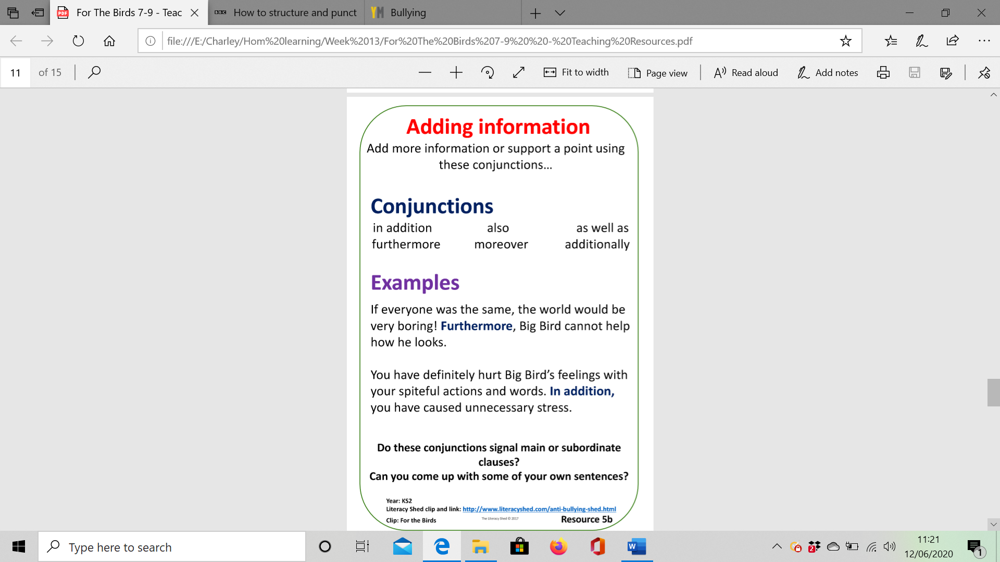 For The Birds 7-9 - Teac
BBC How to structure and punct
YM Bullying
file:///E:/Charley/Hom%20learning/Week%2013/For%20The%20Birds%207-9%20%20-%20Teaching%20Resources.pdf
11 of 15
Fit to width
Page view
Read aloud
Add notes
Adding information
Add more information or support a point using
these conjunctions...
Conjunctions
in addition also as well as
furthermore moreover additionally
Examples
If everyone was the same, the world would be
very boring! Furthermore, Big Bird cannot help
how he looks.
You have definitely hurt Big Bird’s feelings with
your spiteful actions and words. In addition,
you have caused unnecessary stress.
Do these conjunctions signal main or subordinate
clauses?
Can you come up with some of your own sentences?
Year: KS2
Literacy Shed clip and link: http://www.literacyshed.com/anti-bullying-shed.html
Clip: For the Birds
The Literacy Shed © 2017
Resource 5b
Type here to search
W
2
11:21
12/06/2020
1